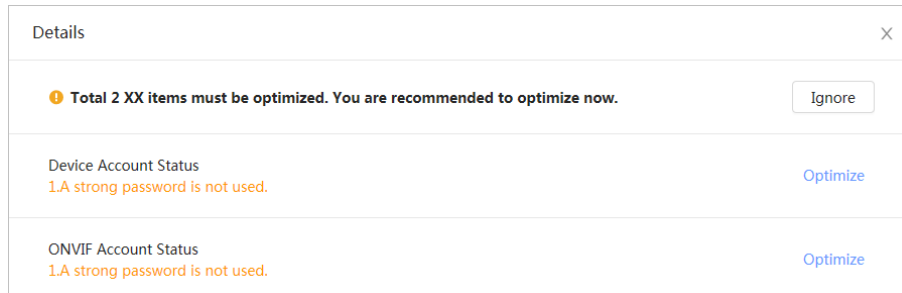 Details
Total 2 XX items must be optimized. You are recommended to optimize now.
Ignore
Device Account Status
1.A strong password is not used.
Optimize
ONVIF Account Status
1.A strong password is not used.
Optimize